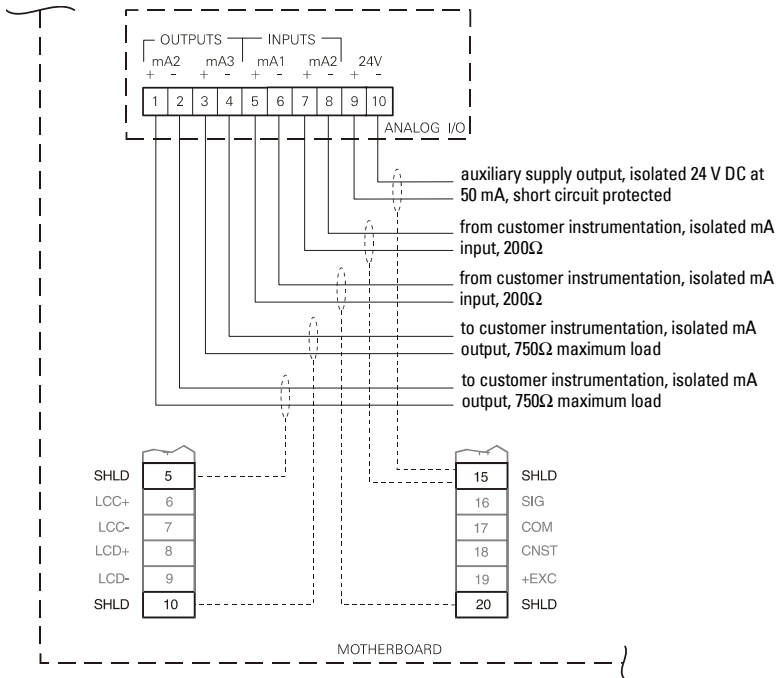 OUTPUTS INPUTS
mA2 mA3 mA1 mA2 24V
+ - + - + - + - + -
1 2 3 4 5 6 7 8 9 10
ANALOG I/O
auxiliary supply output, isolated 24 V DC at
50 mA, short circuit protected
from customer instrumentation, isolated mA
input, 200Ω
from customer instrumentation, isolated mA
input, 200Ω
to customer instrumentation, isolated mA
output, 750Ω maximum load
to customer instrumentation, isolated mA
output, 750Ω maximum load
SHLD 5
LCC+ 6
LCC- 7
LCD+ 8
LCD- 9
SHLD 10
15 SHLD
16 SIG
17 COM
18 CNST
19 +EXC
20 SHLD
MOTHERBOARD